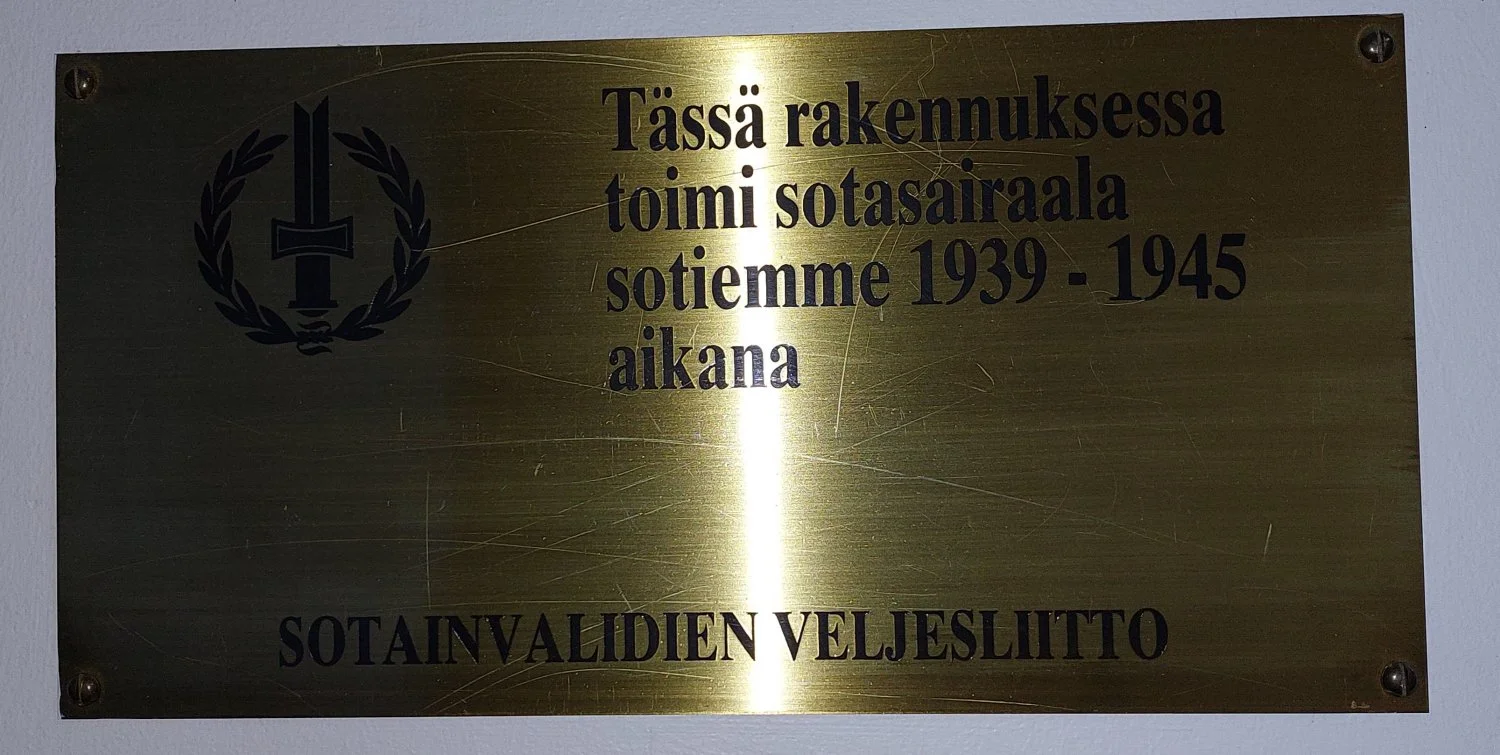 Tässä rakennuksessa
toimi sotasairaala
sotiemme 1939 - 1945
aikana
SOTAINVALIDIEN VELJESLIITTO